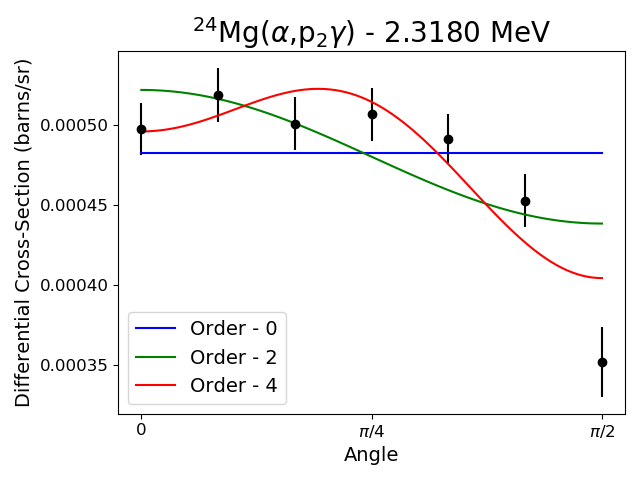 ²⁴Mg(α,p₂γ) - 2.3180 MeV
Differential Cross-Section (barns/sr)
0.00050
0.00045
0.00040
0.00035
Order - 0
Order - 2
Order - 4
0 π/4 π/2
Angle